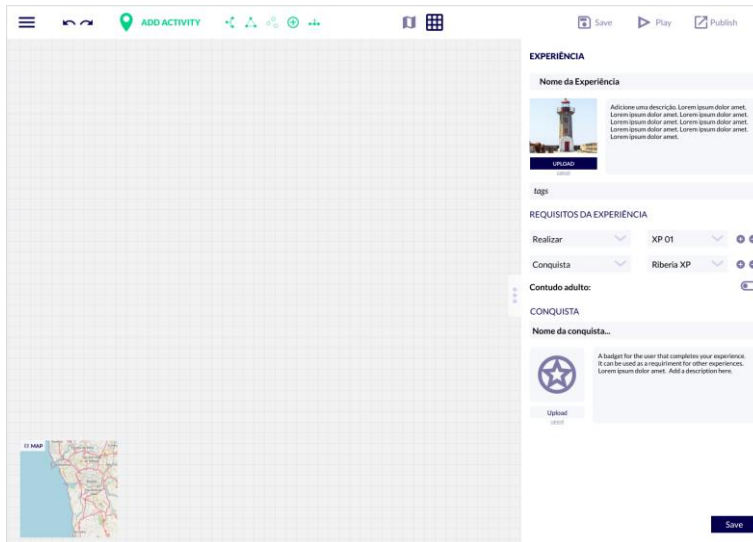 ADD ACTIVITY
Save
Play
Publish
EXPERIÊNCIA
Nome da Experiência
Adicione uma descrição. Lorem ipsum dolor amet.
Lorem ipsum dolor amet. Lorem ipsum dolor amet.
Lorem ipsum dolor amet. Lorem ipsum dolor amet.
Lorem ipsum dolor amet. Lorem ipsum dolor amet.
Lorem ipsum dolor amet.
UPLOAD
tags
REQUISITOS DA EXPERIÊNCIA
Realizar
XP 01
Conquista
Riberia XP
Contudo adulto:
CONQUISTA
Nome da conquista...
A badget for the user that completes your experience.
It can be used as a requiriment for other experiences.
Lorem ipsum dolor amet. Add a description here.
Upload
MAP
Save